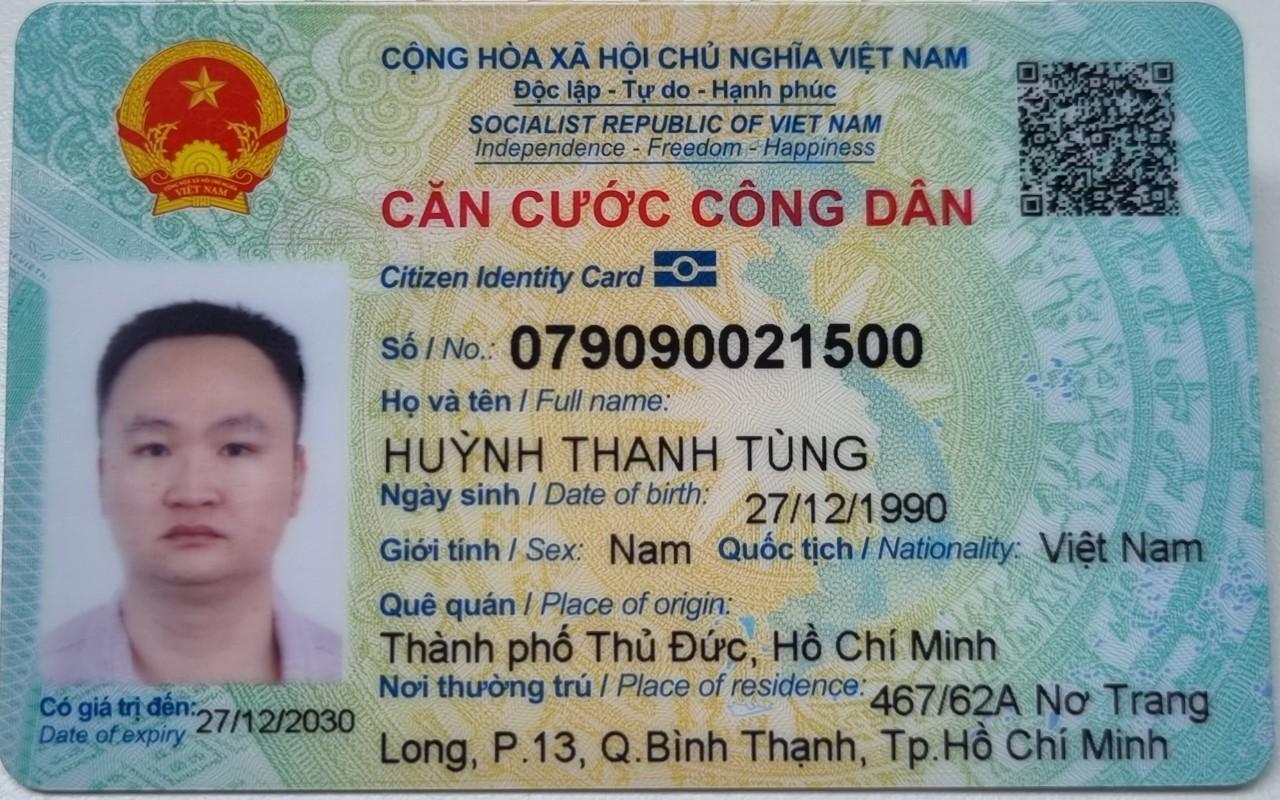 CỘNG HÒA XÃ HỘI CHỦ NGHĨA VIỆT NAM
Độc lập - Tự do - Hạnh phúc
SOCIALIST REPUBLIC OF VIET NAM
Independence - Freedom - Happiness
CĂN CƯỚC CÔNG DÂN
Citizen Identity Card
Số / No.: 079090021500
Họ và tên / Full name:
HUỲNH THANH TÙNG
Ngày sinh / Date of birth: 27/12/1990
Giới tính / Sex: Nam Quốc tịch / Nationality: Việt Nam
Quê quán / Place of origin:
Thành phố Thủ Đức, Hồ Chí Minh
Nơi thường trú / Place of residence: 467/62A Nơ Trang
Long, P.13, Q.Bình Thạnh, Tp.Hồ Chí Minh
Có giá trị đến: 27/12/2030
Date of expiry
VIỆT NAM